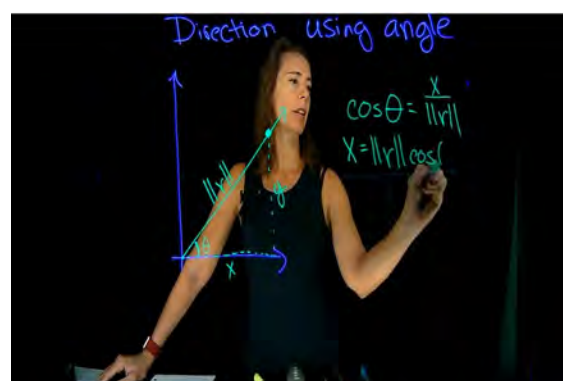 Direction using angle
cosθ = x/||r||
x = ||r|| cos(
||r||
y
θ
x